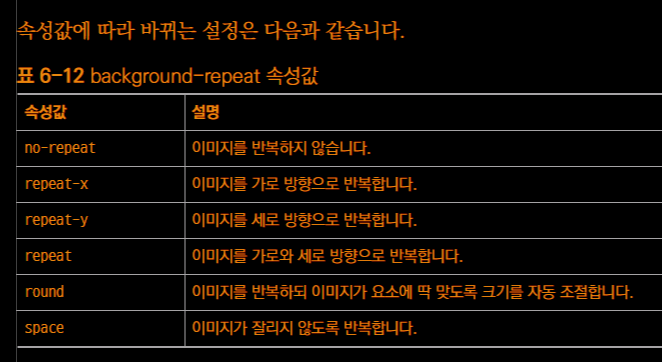 속성값에 따라 바뀌는 설정은 다음과 같습니다.
표 6-12 background-repeat 속성값
속성값 설명
no-repeat 이미지를 반복하지 않습니다.
repeat-x 이미지를 가로 방향으로 반복합니다.
repeat-y 이미지를 세로 방향으로 반복합니다.
repeat 이미지를 가로와 세로 방향으로 반복합니다.
round 이미지를 반복하되 이미지가 요소에 딱 맞도록 크기를 자동 조절합니다.
space 이미지가 잘리지 않도록 반복합니다.